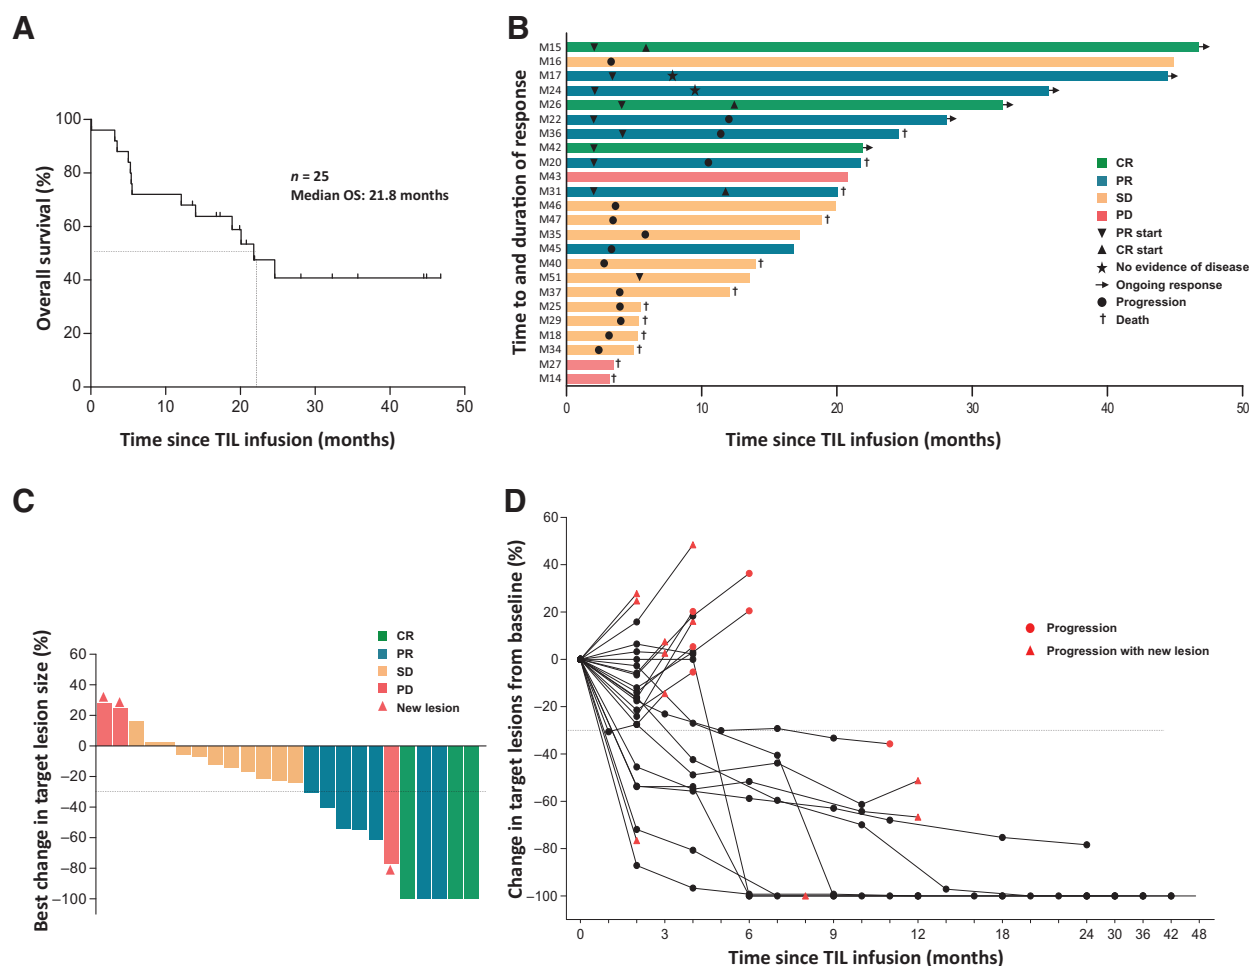 A
Overall survival (%)
100
80
60
40
20
0
n = 25
Median OS: 21.8 months
0 10 20 30 40 50
Time since TIL infusion (months)
B
Time to and duration of response
M15
M16
M17
M24
M26
M22
M36
M42
M20
M43
M31
M46
M47
M35
M45
M40
M51
M37
M25
M29
M18
M34
M27
M14
CR
PR
SD
PD
PR start
CR start
No evidence of disease
Ongoing response
Progression
† Death
0 10 20 30 40 50
Time since TIL infusion (months)
C
Best change in target lesion size (%)
60
40
20
0
−20
−40
−60
−80
−100
CR
PR
SD
PD
New lesion
D
Change in target lesions from baseline (%)
60
40
20
0
−20
−40
−60
−80
−100
Progression
Progression with new lesion
0 3 6 9 12 18 24 30 36 42 48
Time since TIL infusion (months)